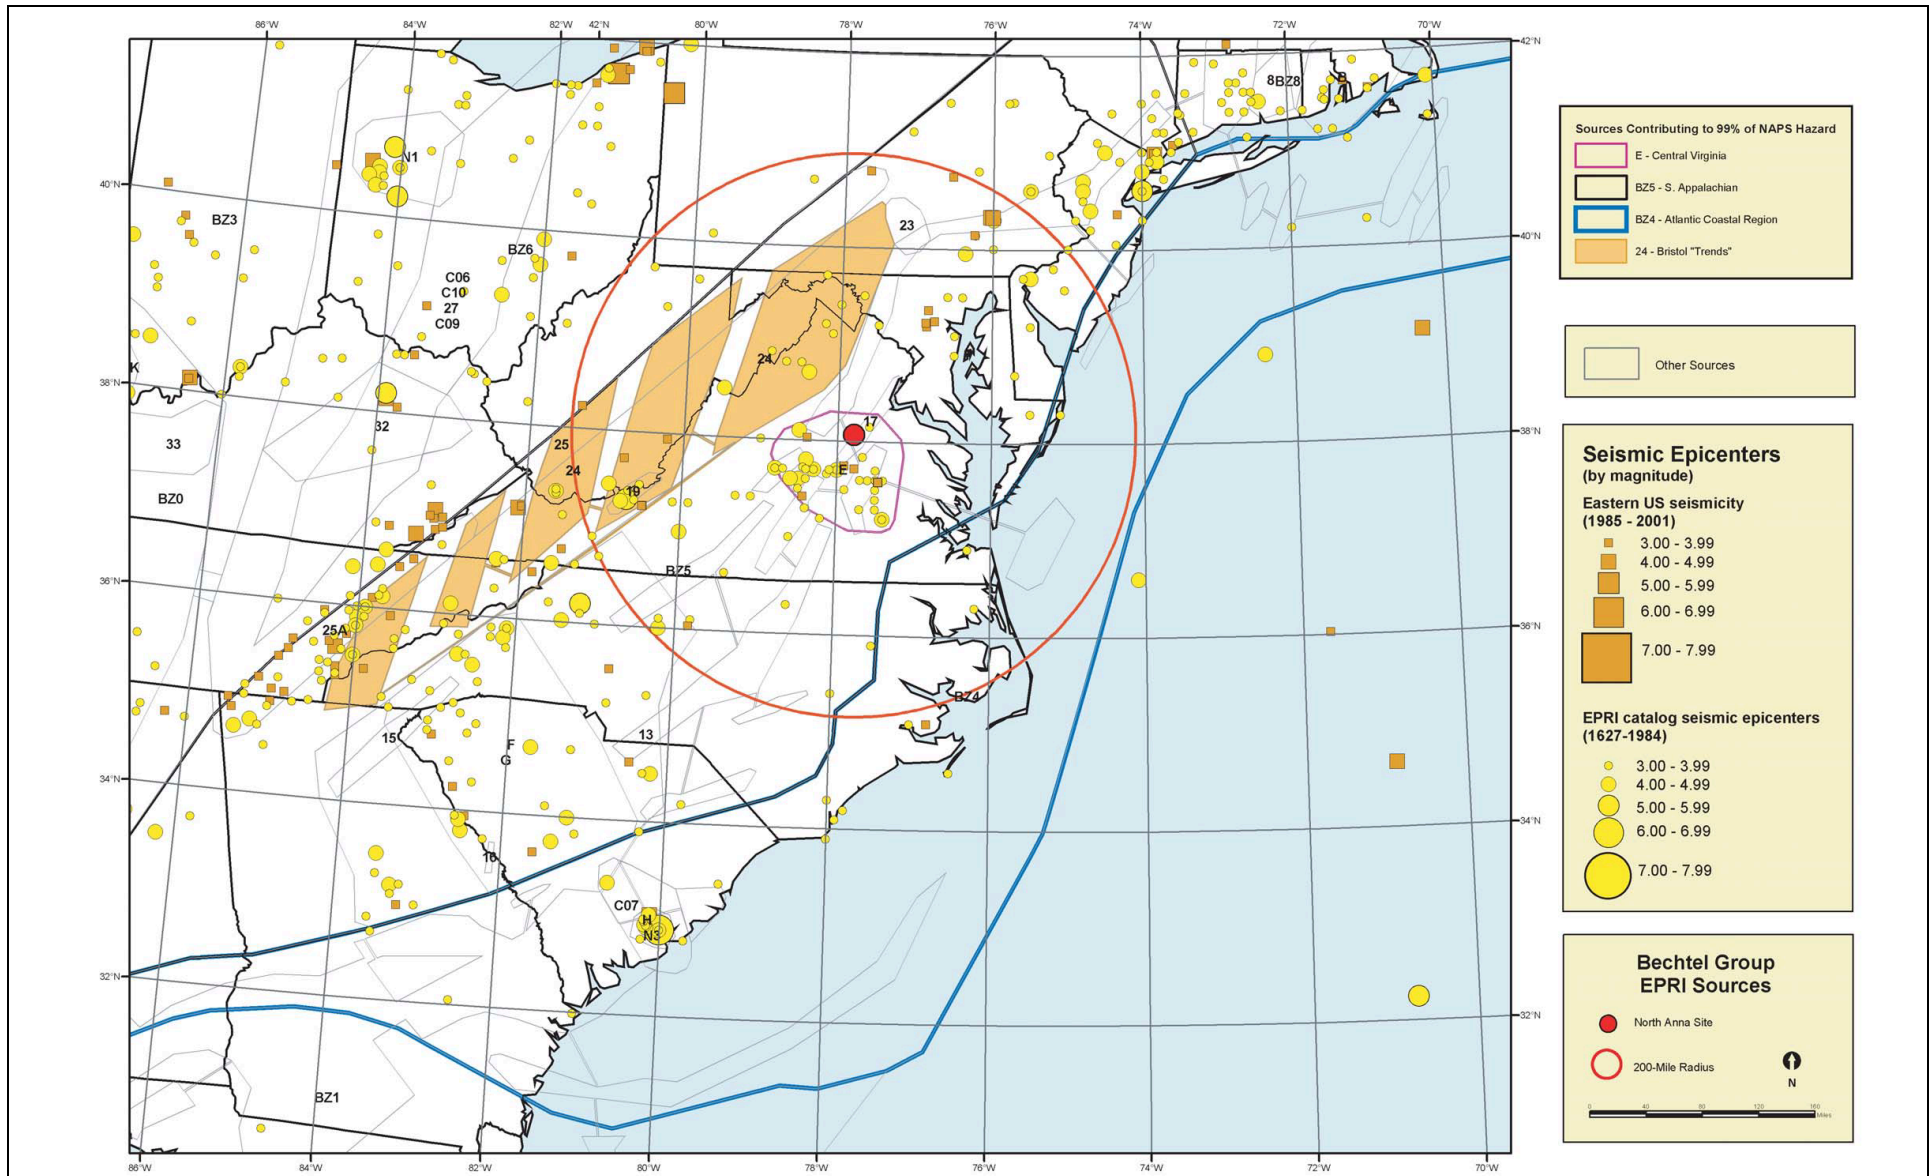 86°W 84°W 82°W 42°N 80°W 78°W 76°W 74°W 72°W 70°W
42°N
8BZ8
B
N1
40°N
BZ3
23
40°N
BZ6
C06
C10
27
C09
K
38°N
24
32
17
38°N
33
25
24
E
BZ0
19
36°N
BZ5
25A
36°N
BZ4
15
13
F
G
34°N
34°N
16
C07
H
N3
32°N
32°N
BZ1
86°W 84°W 82°W 80°W 78°W 76°W 74°W 72°W 70°W
Sources Contributing to 99% of NAPS Hazard
E - Central Virginia
BZ5 - S. Appalachian
BZ4 - Atlantic Coastal Region
24 - Bristol "Trends"
Other Sources
Seismic Epicenters
(by magnitude)
Eastern US seismicity
(1985 - 2001)
3.00 - 3.99
4.00 - 4.99
5.00 - 5.99
6.00 - 6.99
7.00 - 7.99
EPRI catalog seismic epicenters
(1627-1984)
3.00 - 3.99
4.00 - 4.99
5.00 - 5.99
6.00 - 6.99
7.00 - 7.99
Bechtel Group
EPRI Sources
North Anna Site
200-Mile Radius
N
0 40 80 120 160
Miles